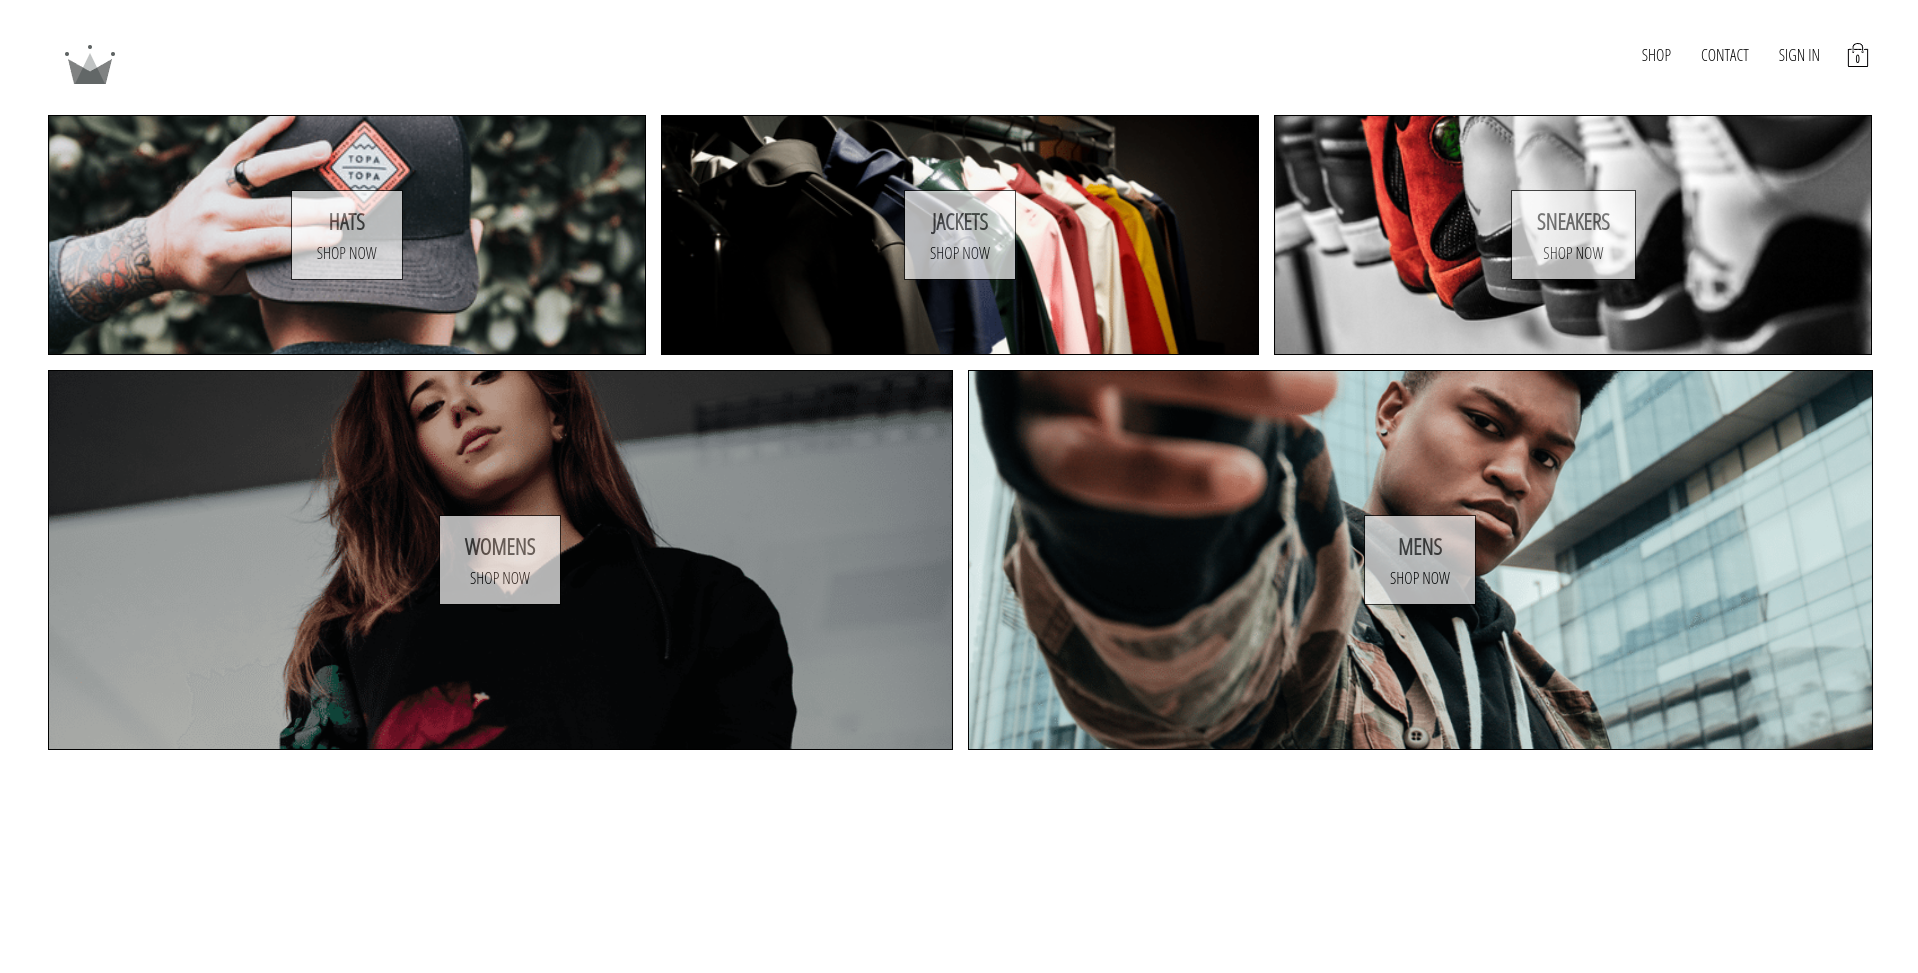 SHOP
CONTACT
SIGN IN
0
TOPA
TOPA
HATS
SHOP NOW
JACKETS
SHOP NOW
SNEAKERS
SHOP NOW
WOMENS
SHOP NOW
MENS
SHOP NOW